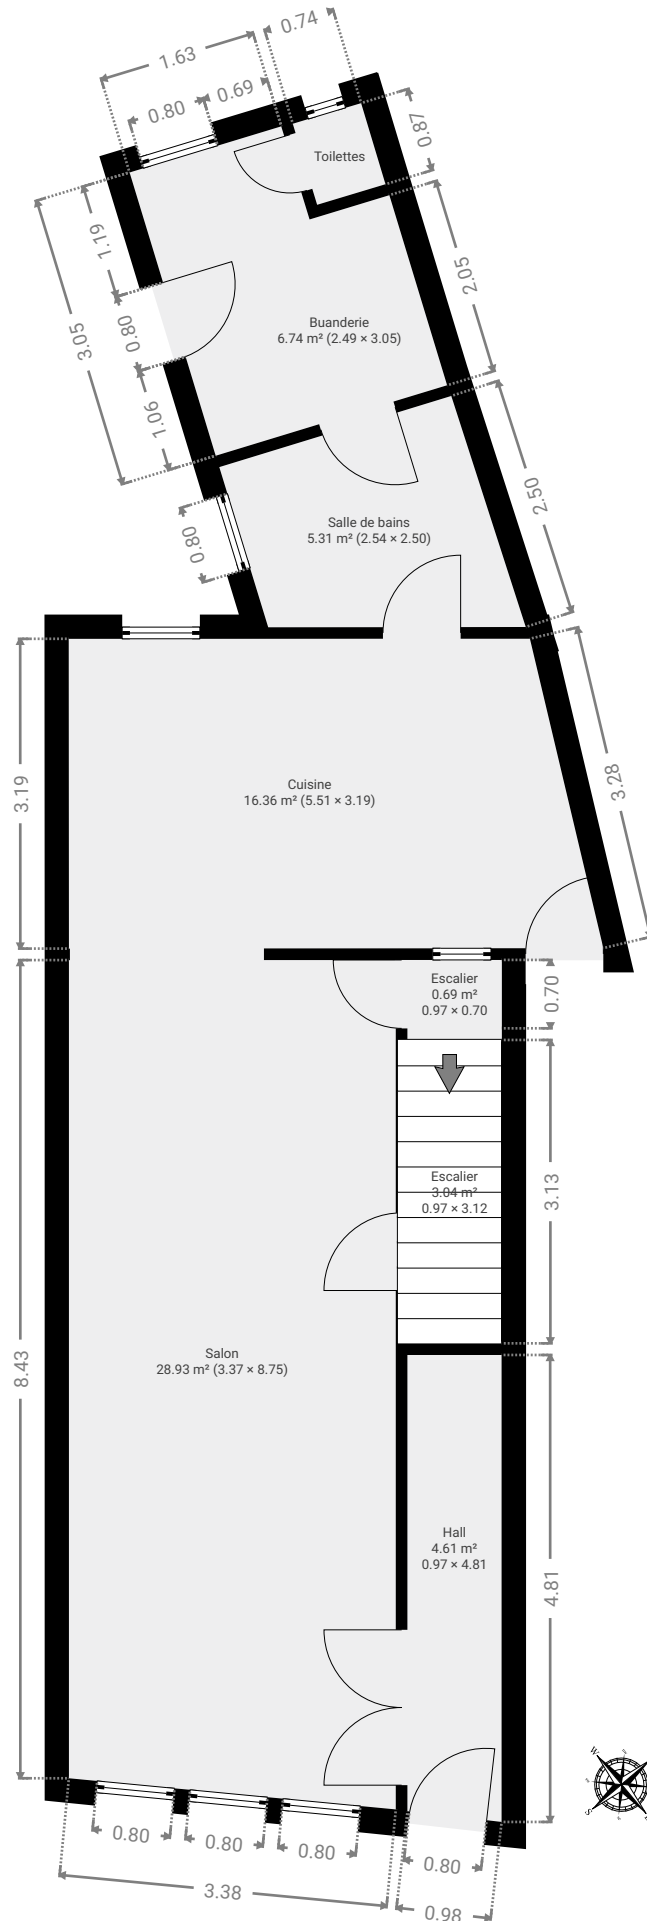 0.74
1.63
0.80
0.69
0.87
Toilettes
1.19
2.05
3.05
0.80
Buanderie
6.74 m² (2.49 × 3.05)
1.06
2.50
0.80
Salle de bains
5.31 m² (2.54 × 2.50)
3.19
3.28
Cuisine
16.36 m² (5.51 × 3.19)
Escalier
0.69 m²
0.97 × 0.70
0.70
Escalier
3.04 m²
0.97 × 3.12
3.13
8.43
Salon
28.93 m² (3.37 × 8.75)
Hall
4.61 m²
0.97 × 4.81
4.81
W
S
0.80
0.80
0.80
0.80
3.38
0.98